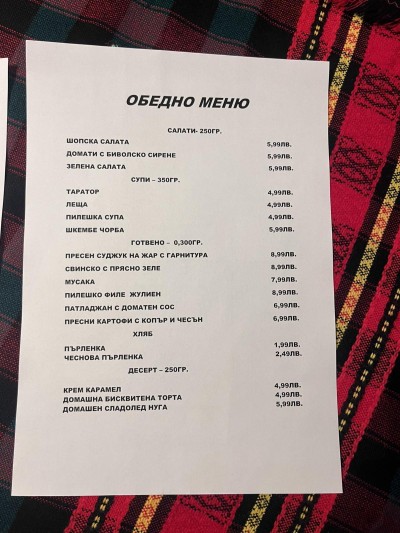 ОБЕДНО МЕНЮ
САЛАТИ- 250ГР.
ШОПСКА САЛАТА 5,99ЛВ.
ДОМАТИ С БИВОЛСКО СИРЕНЕ 5,99ЛВ.
ЗЕЛЕНА САЛАТА 5,99ЛВ.
СУПИ – 350ГР.
ТАРАТОР 4,99ЛВ.
ЛЕЩА 4,99ЛВ.
ПИЛЕШКА СУПА 4,99ЛВ.
ШКЕМБЕ ЧОРБА 5,99ЛВ.
ГОТВЕНО – 0,300ГР.
ПРЕСЕН СУДЖУК НА ЖАР С ГАРНИТУРА 8,99ЛВ.
СВИНСКО С ПРЯСНО ЗЕЛЕ 8,99ЛВ.
МУСАКА 7,99ЛВ.
ПИЛЕШКО ФИЛЕ ЖУЛИЕН 8,99ЛВ.
ПАТЛАДЖАН С ДОМАТЕН СОС 6,99ЛВ.
ПРЕСНИ КАРТОФИ С КОПЪР И ЧЕСЪН 6,99ЛВ.
ХЛЯБ
ПЪРЛЕНКА 1,99ЛВ.
ЧЕСНОВА ПЪРЛЕНКА 2,49ЛВ.
ДЕСЕРТ – 250ГР.
КРЕМ КАРАМЕЛ 4,99ЛВ.
ДОМАШНА БИСКВИТЕНА ТОРТА 4,99ЛВ.
ДОМАШЕН СЛАДОЛЕД НУГА 5,99ЛВ.